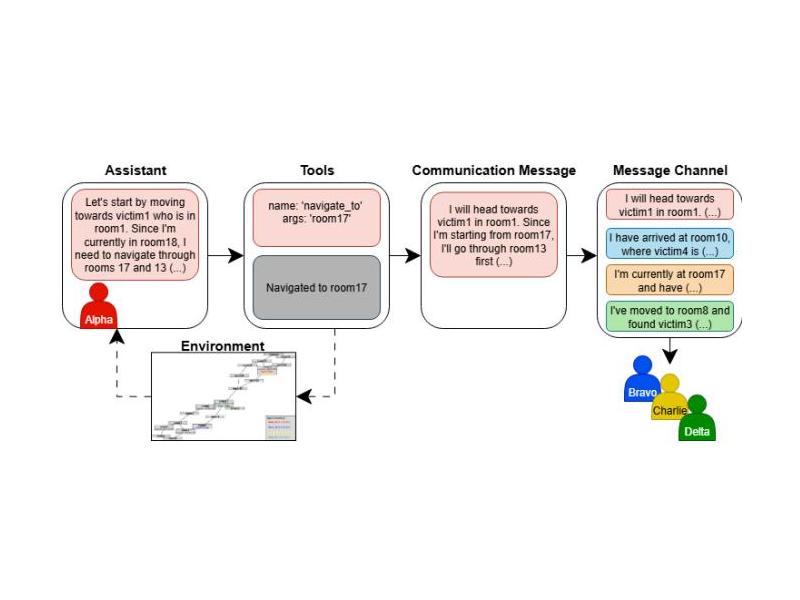 Assistant
Tools
Communication Message
Message Channel
Let's start by moving
towards victim1 who is in
room1. Since I'm
currently in room18, I
need to navigate through
rooms 17 and 13 (...)
Alpha
name: 'navigate_to'
args: 'room17'
Navigated to room17
I will head towards
victim1 in room1. Since
I'm starting from room17,
I'll go through room13
first (...)
I will head towards
victim1 in room1. (...)
I have arrived at room10,
where victim4 is (...)
I'm currently at room17
and have (...)
I've moved to room8 and
found victim3 (...)
Environment
Bravo
Charlie
Delta